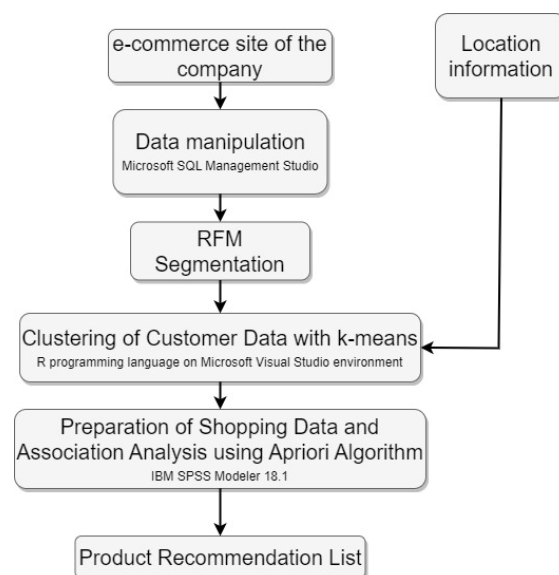 e-commerce site of the
company
Location
information
Data manipulation
Microsoft SQL Management Studio
RFM
Segmentation
Clustering of Customer Data with k-means
R programming language on Microsoft Visual Studio environment
Preparation of Shopping Data and
Association Analysis using Apriori Algorithm
IBM SPSS Modeler 18.1
Product Recommendation List